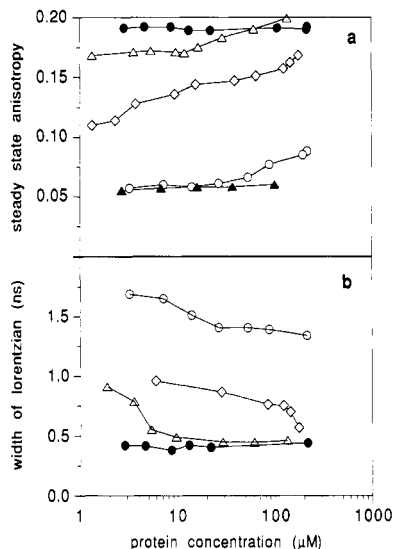 0.20
a
0.15
0.10
0.05
steady state anisotropy
b
1.5
1.0
0.5
0.0
width of lorentzian (ns)
1
10
100
1000
protein concentration (μM)